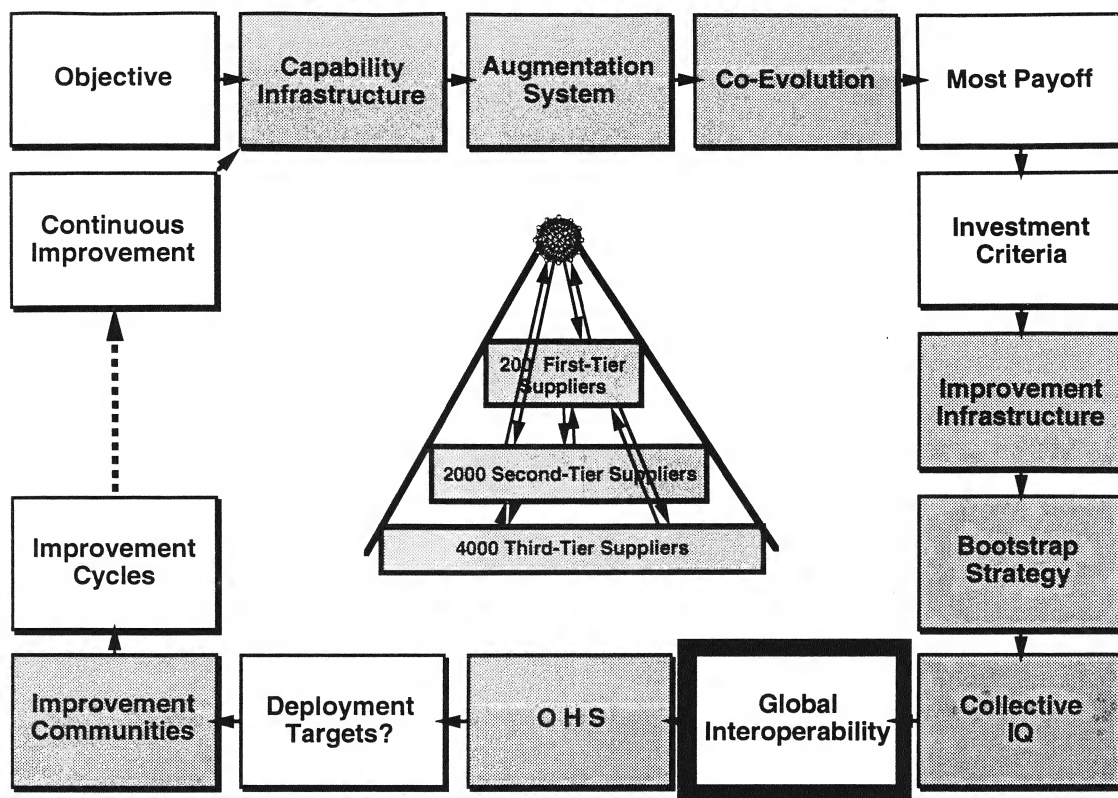 Objective
Capability
Infrastructure
Augmentation
System
Co-Evolution
Most Payoff
Continuous
Improvement
Investment
Criteria
200 First-Tier
Suppliers
Improvement
Infrastructure
2000 Second-Tier Suppliers
Improvement
Cycles
4000 Third-Tier Suppliers
Bootstrap
Strategy
Improvement
Communities
Deployment
Targets?
O H S
Global
Interoperability
Collective
IQ